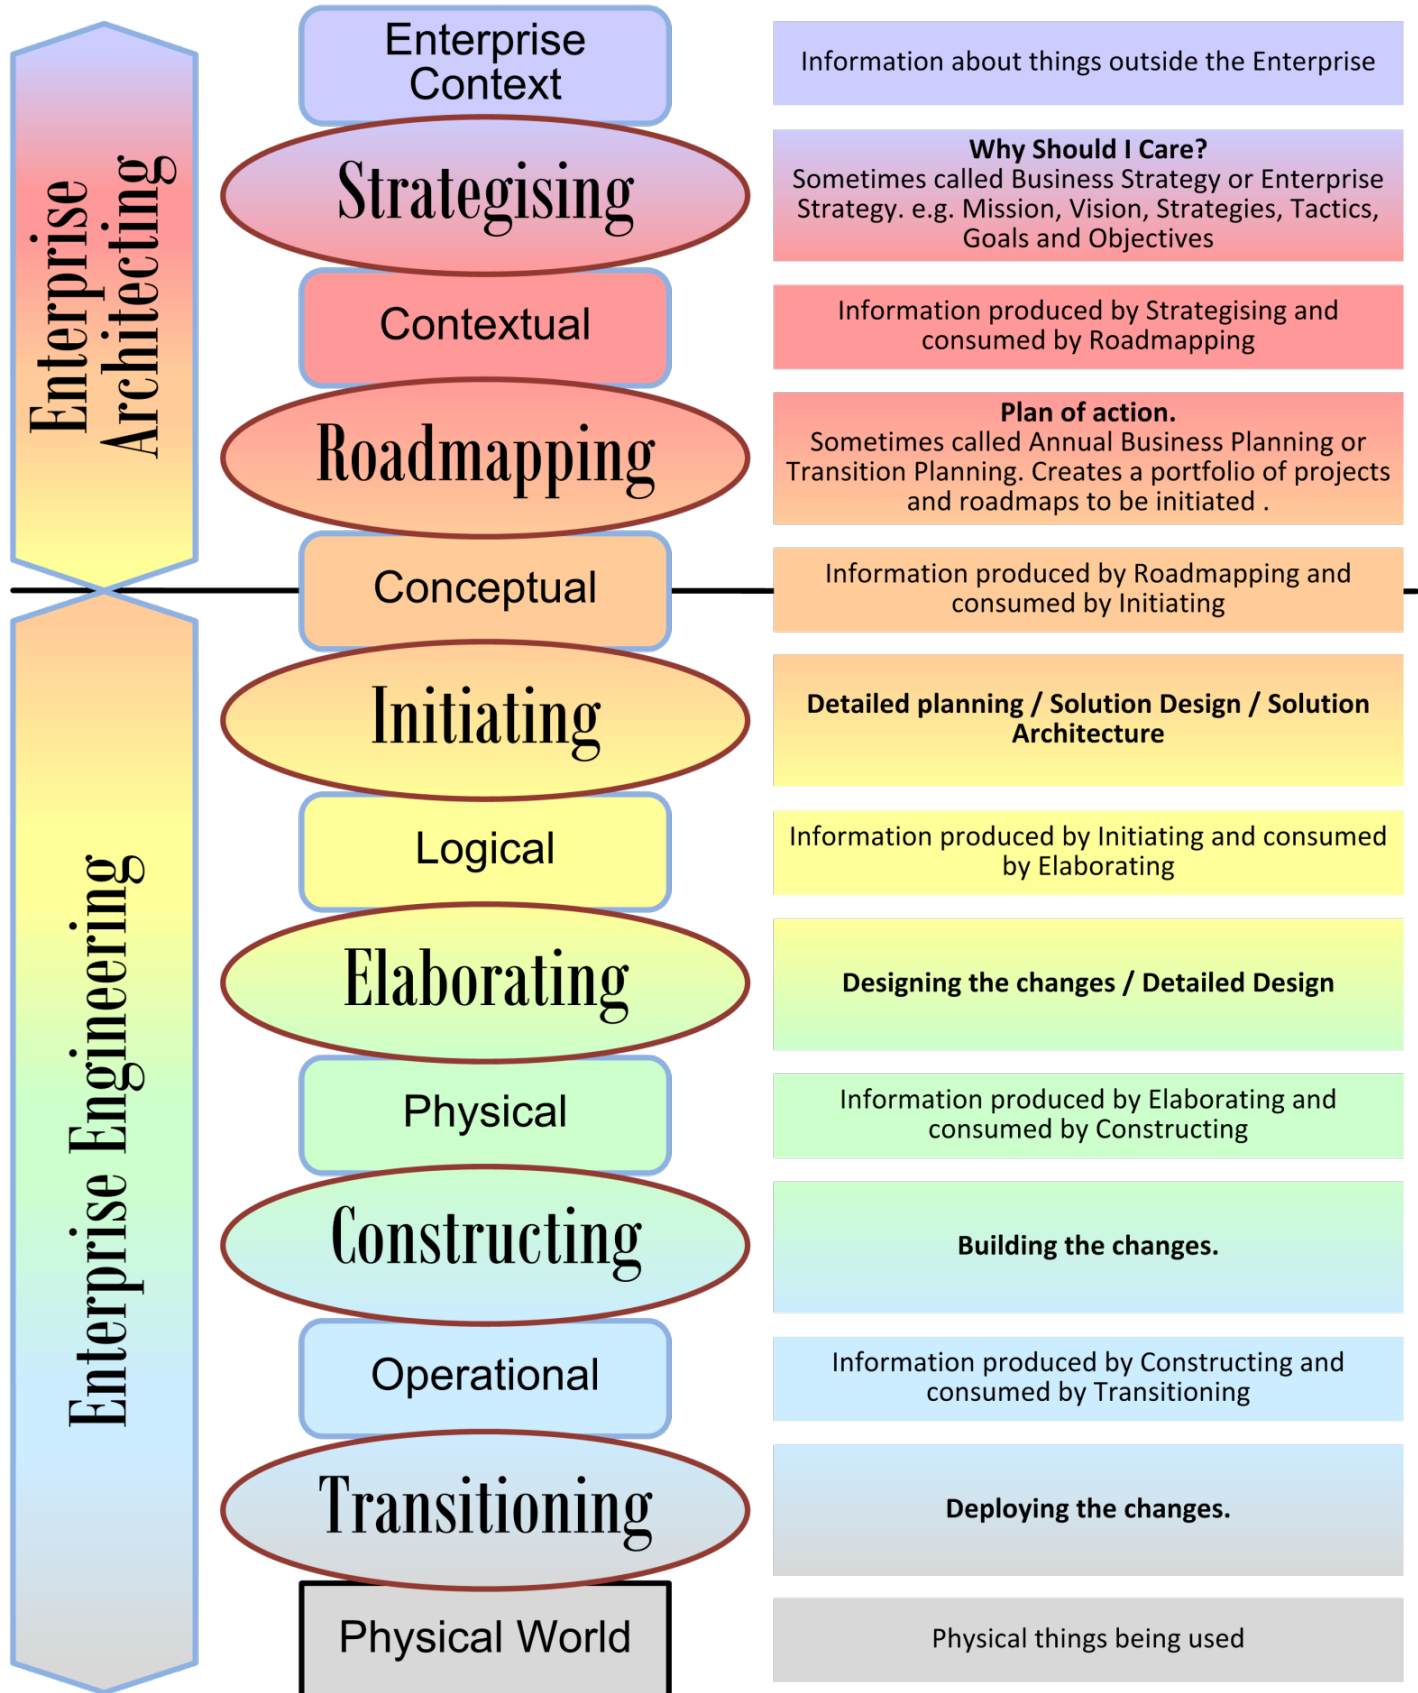 Enterprise
Architecting
Enterprise
Context
Information about things outside the Enterprise
Strategising
Why Should I Care?
Sometimes called Business Strategy or Enterprise
Strategy. e.g. Mission, Vision, Strategies, Tactics,
Goals and Objectives
Contextual
Information produced by Strategising and
consumed by Roadmapping
Roadmapping
Plan of action.
Sometimes called Annual Business Planning or
Transition Planning. Creates a portfolio of projects
and roadmaps to be initiated .
Conceptual
Information produced by Roadmapping and
consumed by Initiating
Enterprise Engineering
Initiating
Detailed planning / Solution Design / Solution
Architecture
Logical
Information produced by Initiating and consumed
by Elaborating
Elaborating
Designing the changes / Detailed Design
Physical
Information produced by Elaborating and
consumed by Constructing
Constructing
Building the changes.
Operational
Information produced by Constructing and
consumed by Transitioning
Transitioning
Deploying the changes.
Physical World
Physical things being used